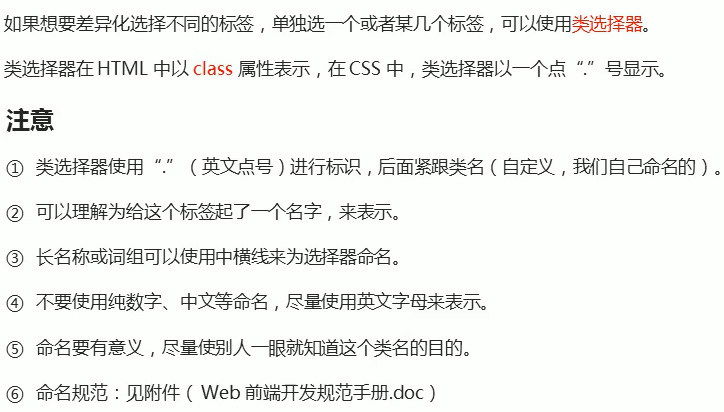 如果想要差异化选择不同的标签，单独选一个或者某几个标签，可以使用类选择器。
类选择器在 HTML 中以 class 属性表示，在 CSS 中，类选择器以一个点“.”号显示。
注意
① 类选择器使用“.”（英文点号）进行标识，后面紧跟类名（自定义，我们自己命名的）。
② 可以理解为给这个标签起了一个名字，来表示。
③ 长名称或词组可以使用中横线来为选择器命名。
④ 不要使用纯数字、中文等命名，尽量使用英文字母来表示。
⑤ 命名要有意义，尽量使别人一眼就知道这个类名的目的。
⑥ 命名规范：见附件（ Web 前端开发规范手册.doc）